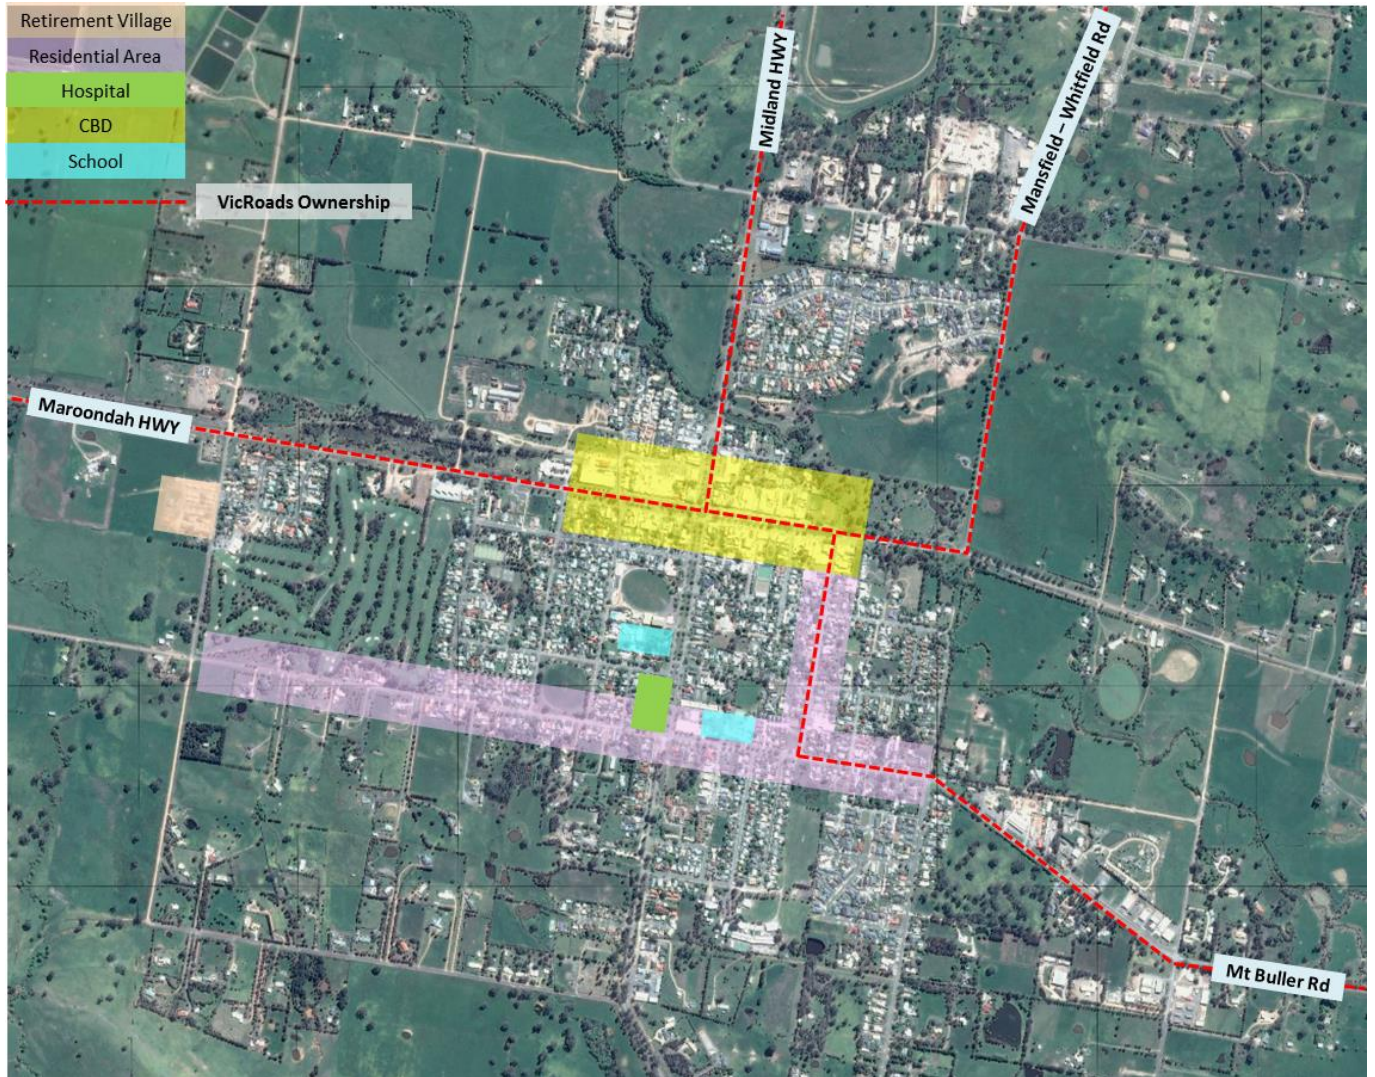 Retirement Village
Residential Area
Hospital
CBD
School
VicRoads Ownership
Midland HWY
Mansfield – Whitfield Rd
Maroondah HWY
Mt Buller Rd